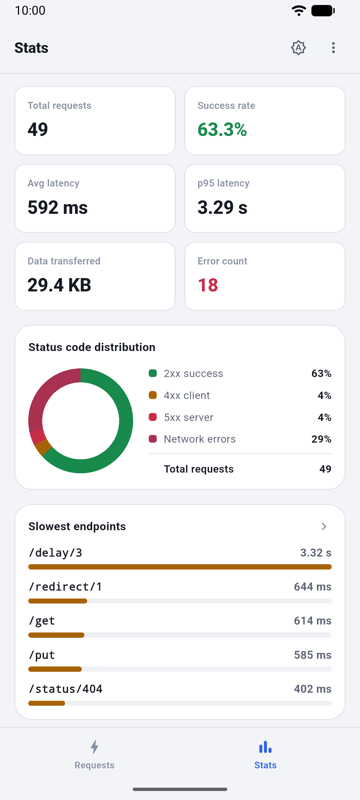 10:00
Stats
A
Total requests
49
Success rate
63.3%
Avg latency
592 ms
p95 latency
3.29 s
Data transferred
29.4 KB
Error count
18
Status code distribution
2xx success 63%
4xx client 4%
5xx server 4%
Network errors 29%
Total requests 49
Slowest endpoints
/delay/3 3.32 s
/redirect/1 644 ms
/get 614 ms
/put 585 ms
/status/404 402 ms
Requests
Stats